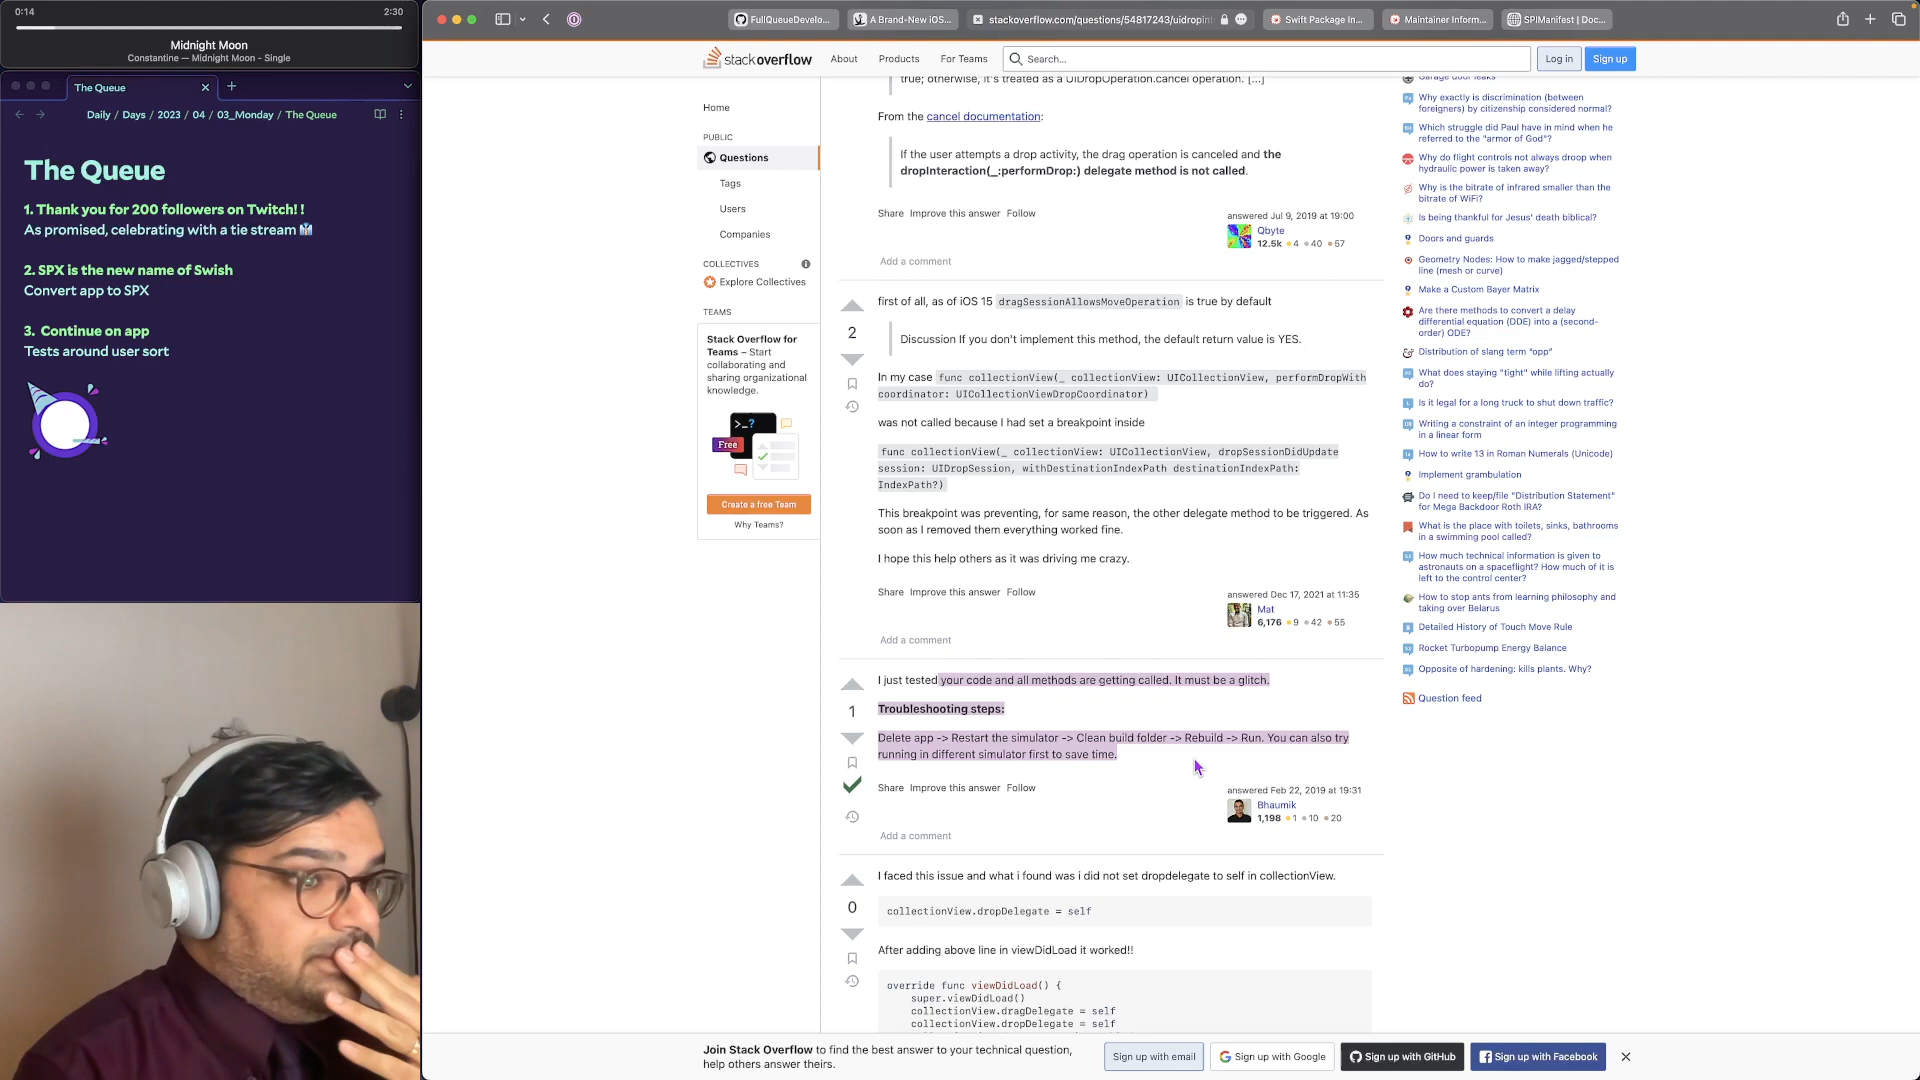 0:14
2:30
Midnight Moon
Constantine — Midnight Moon - Single
The Queue
Daily / Days / 2023 / 04 / 03_Monday / The Queue
The Queue
1. Thank you for 200 followers on Twitch! !
As promised, celebrating with a tie stream
2. SPX is the new name of Swish
Convert app to SPX
3. Continue on app
Tests around user sort
FullQueueDevelo...
A Brand-New iOS...
stackoverflow.com/questions/54817243/uidropint
Swift Package In...
Maintainer Inform...
SPIManifest | Doc...
stackoverflow
About
Products
For Teams
Search...
Log in
Sign up
Home
PUBLIC
Questions
Tags
Users
Companies
COLLECTIVES
Explore Collectives
TEAMS
Stack Overflow for
Teams – Start
collaborating and
sharing organizational
knowledge.
>_?
Free
Create a free Team
Why Teams?
true; otherwise, it's treated as a UIDropOperation.cancel operation. [...]
From the cancel documentation:
If the user attempts a drop activity, the drag operation is canceled and the
dropInteraction(_:performDrop:) delegate method is not called.
Share Improve this answer Follow
answered Jul 9, 2019 at 19:00
Qbyte
12.5k 4 40 57
Add a comment
2
first of all, as of iOS 15 dragSessionAllowsMoveOperation is true by default
Discussion If you don't implement this method, the default return value is YES.
In my case func collectionView(_ collectionView: UICollectionView, performDropWith
coordinator: UICollectionViewDropCoordinator)
was not called because I had set a breakpoint inside
func collectionView(_ collectionView: UICollectionView, dropSessionDidUpdate
session: UIDropSession, withDestinationIndexPath destinationIndexPath:
IndexPath?)
This breakpoint was preventing, for same reason, the other delegate method to be triggered. As
soon as I removed them everything worked fine.
I hope this help others as it was driving me crazy.
Share Improve this answer Follow
answered Dec 17, 2021 at 11:35
Mat
6,176 9 42 55
Add a comment
1
I just tested your code and all methods are getting called. It must be a glitch.
Troubleshooting steps:
Delete app -> Restart the simulator -> Clean build folder -> Rebuild -> Run. You can also try
running in different simulator first to save time.
Share Improve this answer Follow
answered Feb 22, 2019 at 19:31
Bhaumik
1,198 1 10 20
Add a comment
0
I faced this issue and what i found was i did not set dropdelegate to self in collectionView.
collectionView.dropDelegate = self
After adding above line in viewDidLoad it worked!!
override func viewDidLoad() {
super.viewDidLoad()
collectionView.dragDelegate = self
collectionView.dropDelegate = self
Garage door leaks
Why exactly is discrimination (between
foreigners) by citizenship considered normal?
Which struggle did Paul have in mind when he
referred to the "armor of God"?
Why do flight controls not always droop when
hydraulic power is taken away?
Why is the bitrate of infrared smaller than the
bitrate of WiFi?
Is being thankful for Jesus' death biblical?
Doors and guards
Geometry Nodes: How to make jagged/stepped
line (mesh or curve)
Make a Custom Bayer Matrix
Are there methods to convert a delay
differential equation (DDE) into a (second-
order) ODE?
Distribution of slang term "opp"
What does staying "tight" while lifting actually
do?
Is it legal for a long truck to shut down traffic?
Writing a constraint of an integer programming
in a linear form
How to write 13 in Roman Numerals (Unicode)
Implement grambulation
Do I need to keep/file "Distribution Statement"
for Mega Backdoor Roth IRA?
What is the place with toilets, sinks, bathrooms
in a swimming pool called?
How much technical information is given to
astronauts on a spaceflight? How much of it is
left to the control center?
How to stop ants from learning philosophy and
taking over Belarus
Detailed History of Touch Move Rule
Rocket Turbopump Energy Balance
Opposite of hardening: kills plants. Why?
Question feed
Join Stack Overflow to find the best answer to your technical question,
help others answer theirs.
Sign up with email
Sign up with Google
Sign up with GitHub
Sign up with Facebook